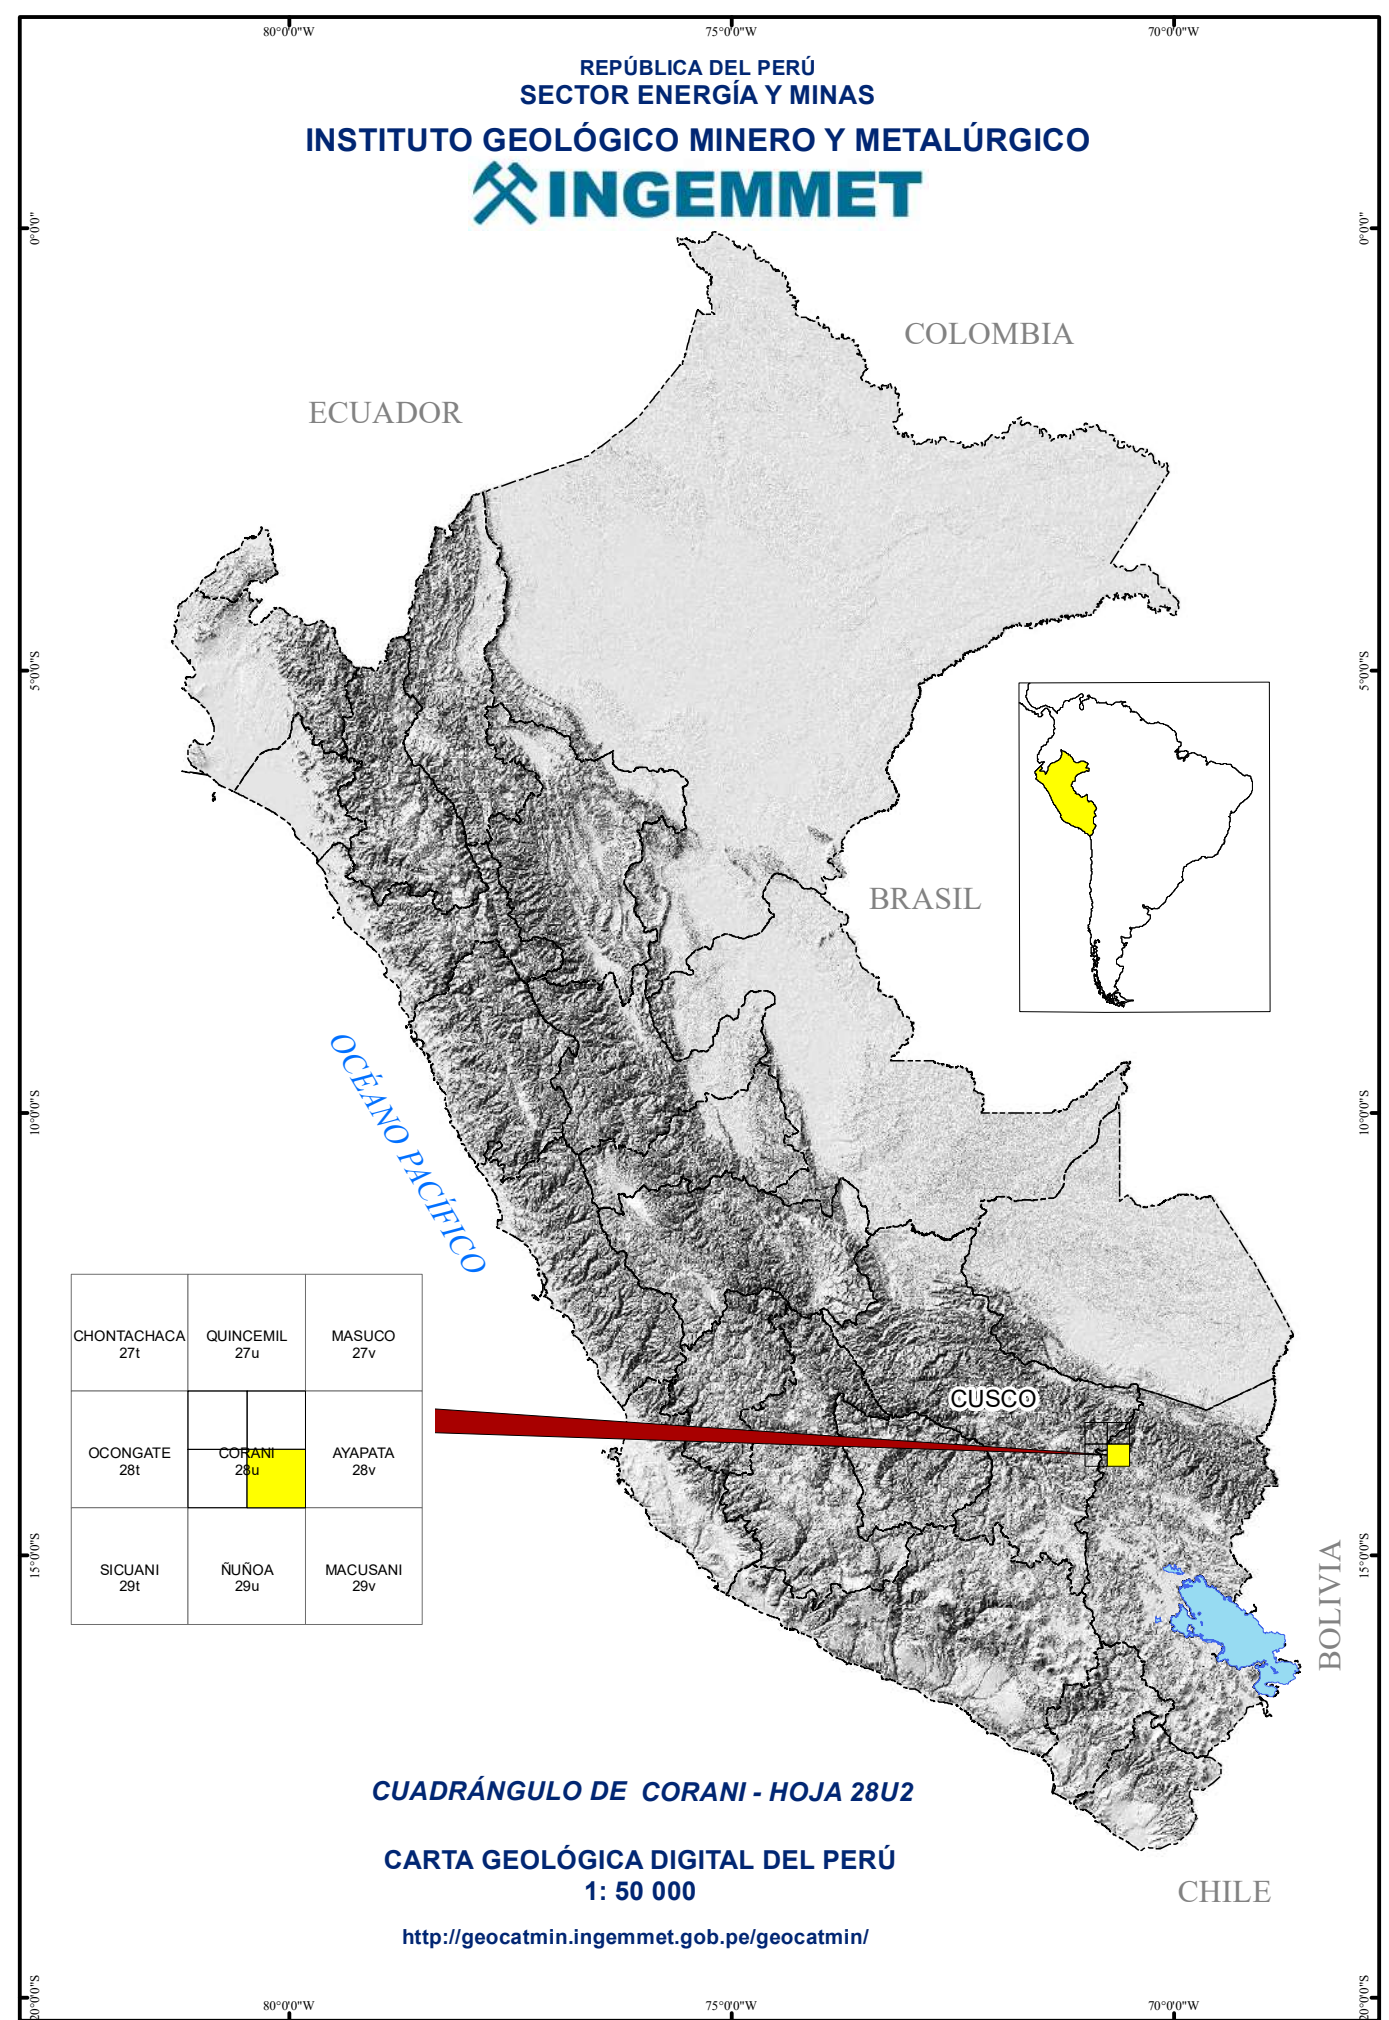 80°0'0"W
75°0'0"W
70°0'0"W
REPÚBLICA DEL PERÚ
SECTOR ENERGÍA Y MINAS
INSTITUTO GEOLÓGICO MINERO Y METALÚRGICO
INGEMMET
0°0'0"
0°0'0"
COLOMBIA
ECUADOR
5°0'0"S
5°0'0"S
BRASIL
OCÉANO PACÍFICO
10°0'0"S
10°0'0"S
CHONTACHACA
27t
QUINCEMIL
27u
MASUCO
27v
OCONGATE
28t
CORANI
28u
AYAPATA
28v
SICUANI
29t
ÑUÑOA
29u
MACUSANI
29v
CUSCO
15°0'0"S
15°0'0"S
BOLIVIA
CUADRÁNGULO DE CORANI - HOJA 28U2
CARTA GEOLÓGICA DIGITAL DEL PERÚ
1: 50 000
CHILE
http://geocatmin.ingemmet.gob.pe/geocatmin/
20°0'0"S
20°0'0"S
80°0'0"W
75°0'0"W
70°0'0"W